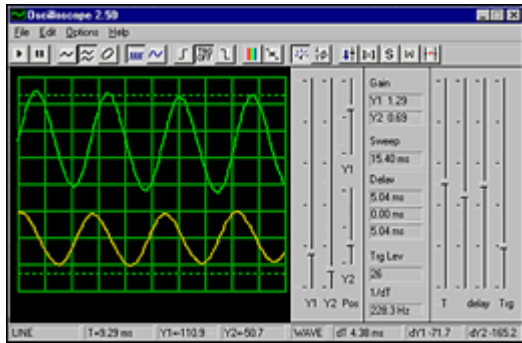 Oscilloscope 2.50
File Edit Options Help
TRIG OFF
S
Gain
Y1 1.29
Y2 0.69
Sweep
15.40 ms
Delay
5.04 ms
0.00 ms
5.04 ms
Trg Lev
26
1/dT
228.3 Hz
Y1
Y2
Y1 Y2 Pos
T delay Trg
LINE T=9.29 ms Y1=-110.9 Y2=-50.7 WAVE dT 4.38 ms dY1 -71.7 dY2 -165.2